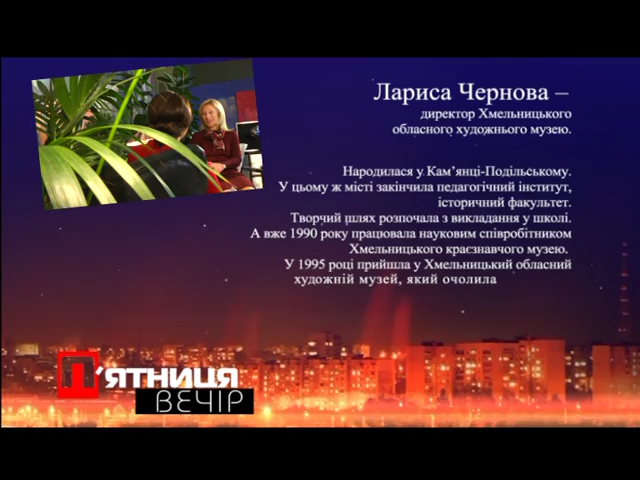 Лариса Чернова –
директор Хмельницького
обласного художнього музею.
Народилася у Кам’янці-Подільському.
У цьому ж місті закінчила педагогічний інститут,
історичний факультет.
Творчий шлях розпочала з викладання у школі.
А вже 1990 року працювала науковим співробітником
Хмельницького краєзнавчого музею.
У 1995 році прийшла у Хмельницький обласний
художній музей, який очолила
П’ЯТНИЦЯ
ВЕЧІР